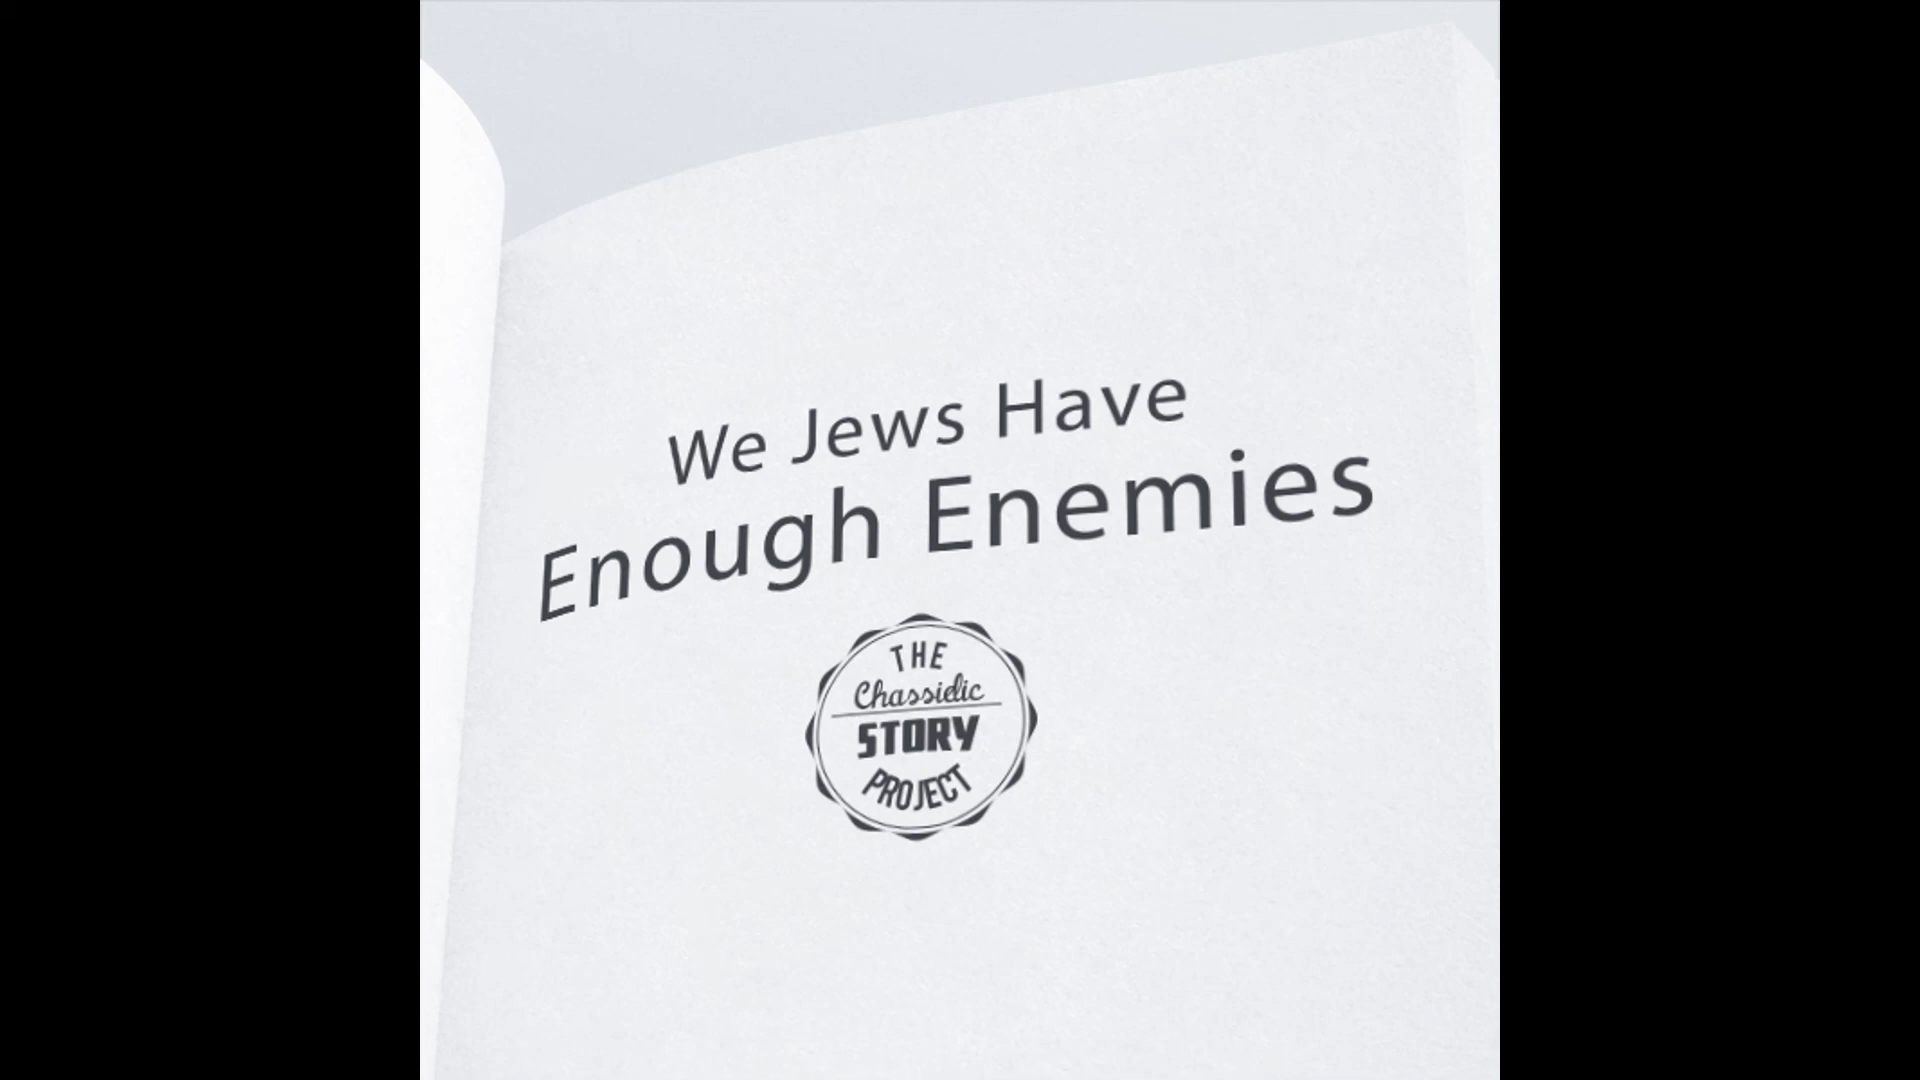 We Jews Have
Enough Enemies
THE
Chassidic
STORY
PROJECT